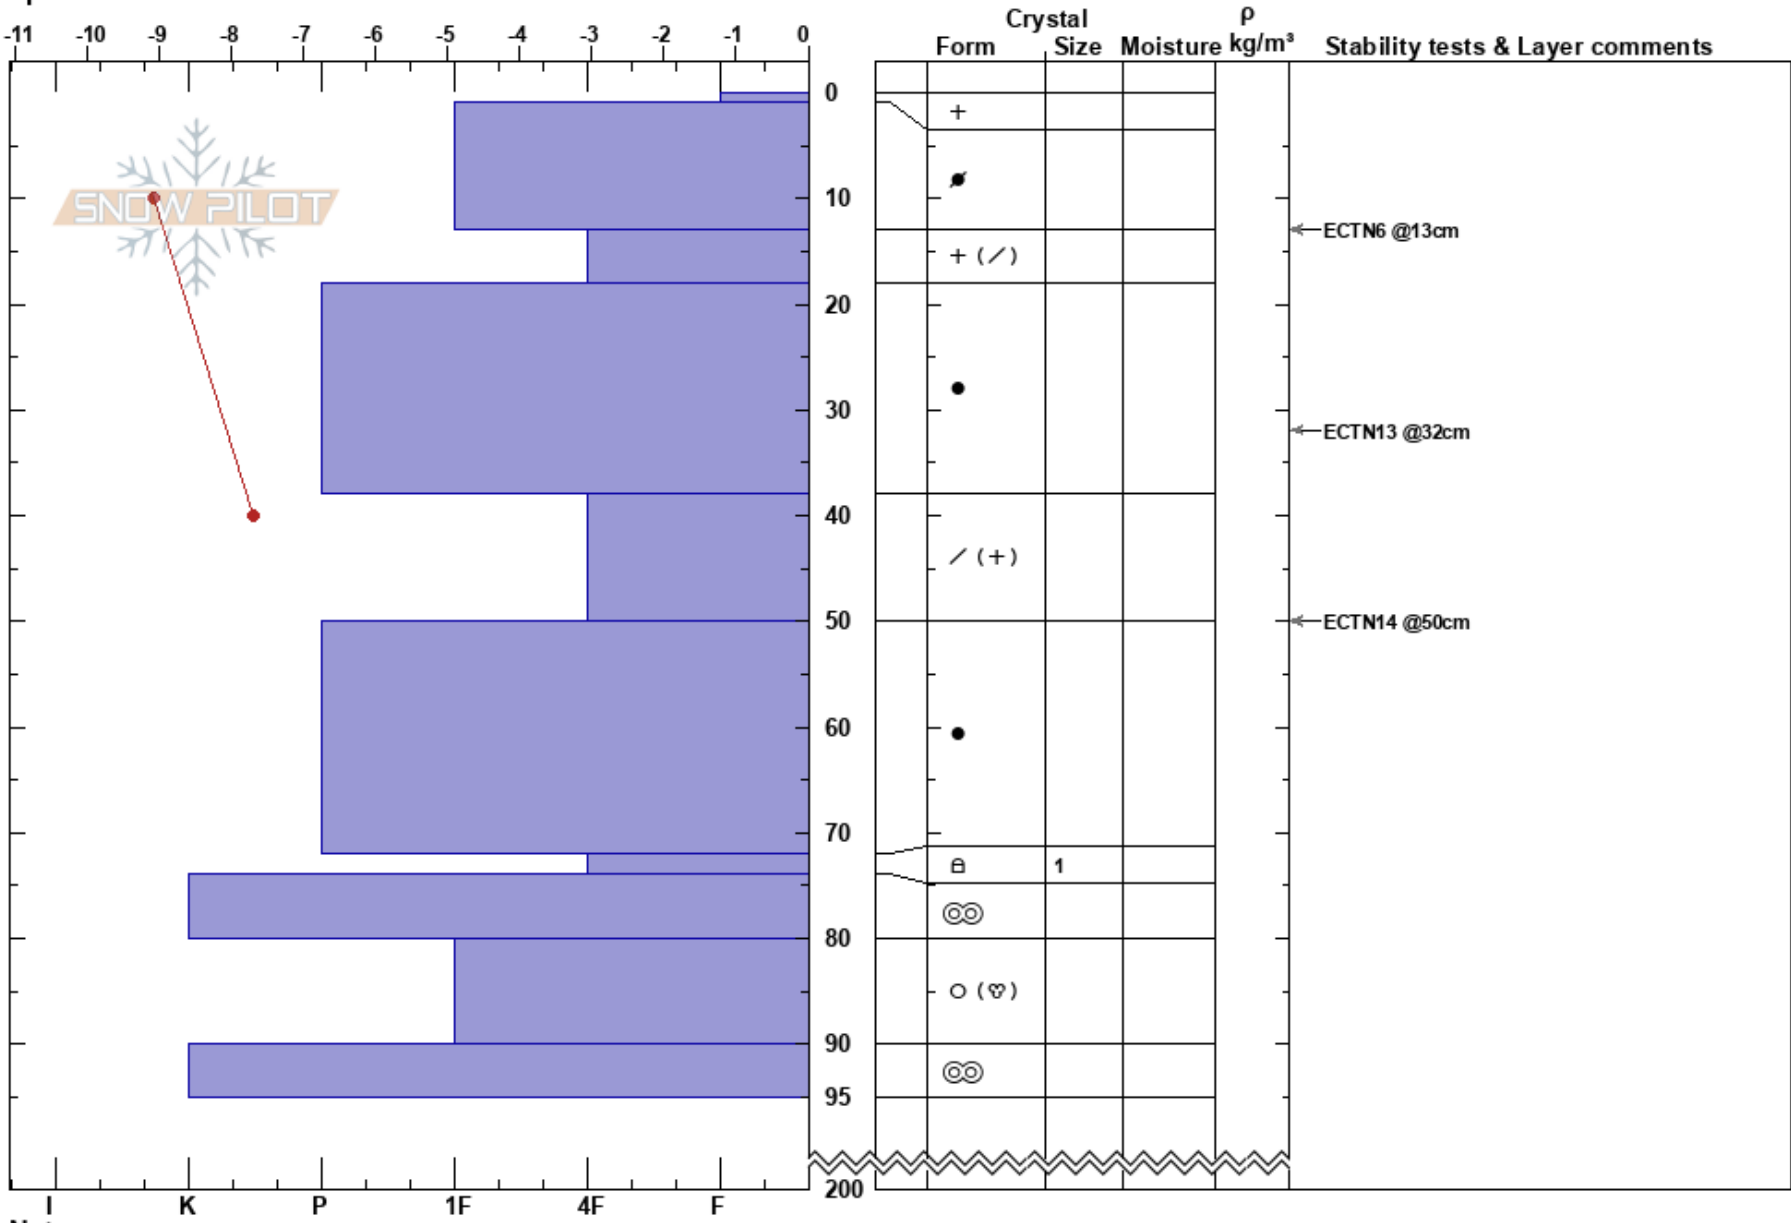 Crystal ρ
-11 -10 -9 -8 -7 -6 -5 -4 -3 -2 -1 0
Form Size Moisture kg/m³ Stability tests & Layer comments
0
SNOW PILOT
10
ECTN6 @13cm
20
30
ECTN13 @32cm
40
50
ECTN14 @50cm
60
70
1
80
90
95
200
I K P 1F 4F F